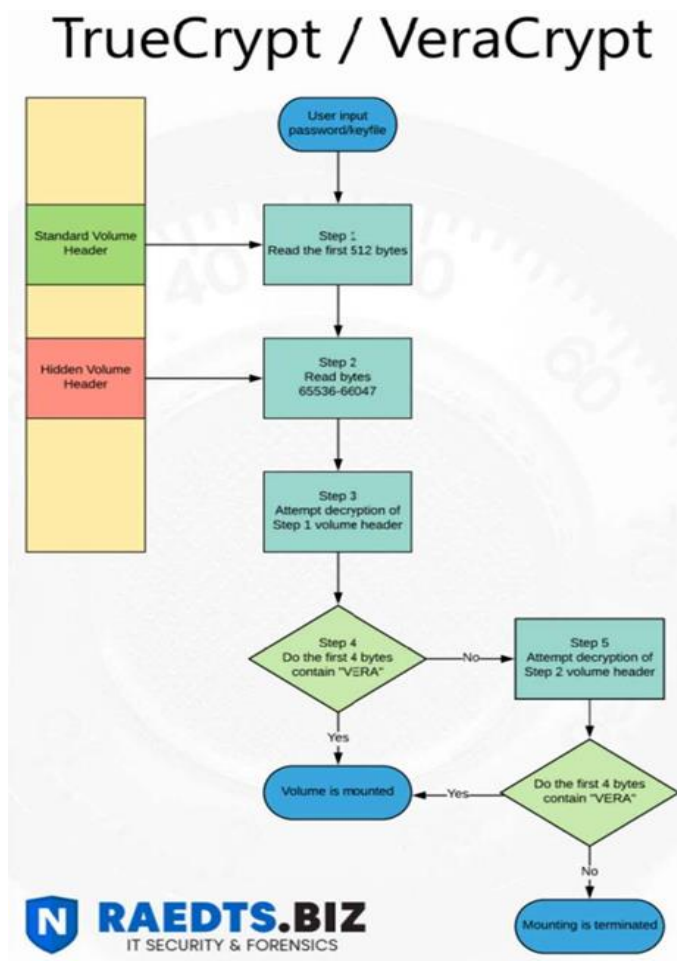 TrueCrypt / VeraCrypt
User input
password/keyfile
Standard Volume
Header
Step 1
Read the first 512 bytes
Hidden Volume
Header
Step 2
Read bytes
65536-66047
Step 3
Attempt decryption of
Step 1 volume header
Step 4
Do the first 4 bytes
contain "VERA"
No
Step 5
Attempt decryption of
Step 2 volume header
Yes
Volume is mounted
Yes
Do the first 4 bytes
contain "VERA"
No
Mounting is terminated
N
RAEDTS.BIZ
IT SECURITY & FORENSICS
40
60